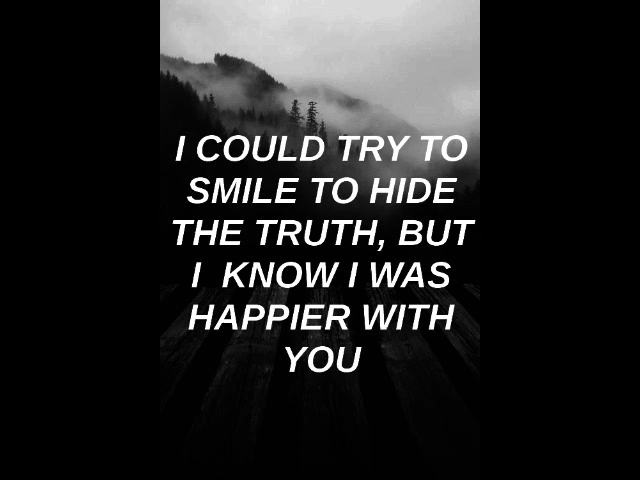 I COULD TRY TO
SMILE TO HIDE
THE TRUTH, BUT
I  KNOW I WAS
HAPPIER WITH
YOU